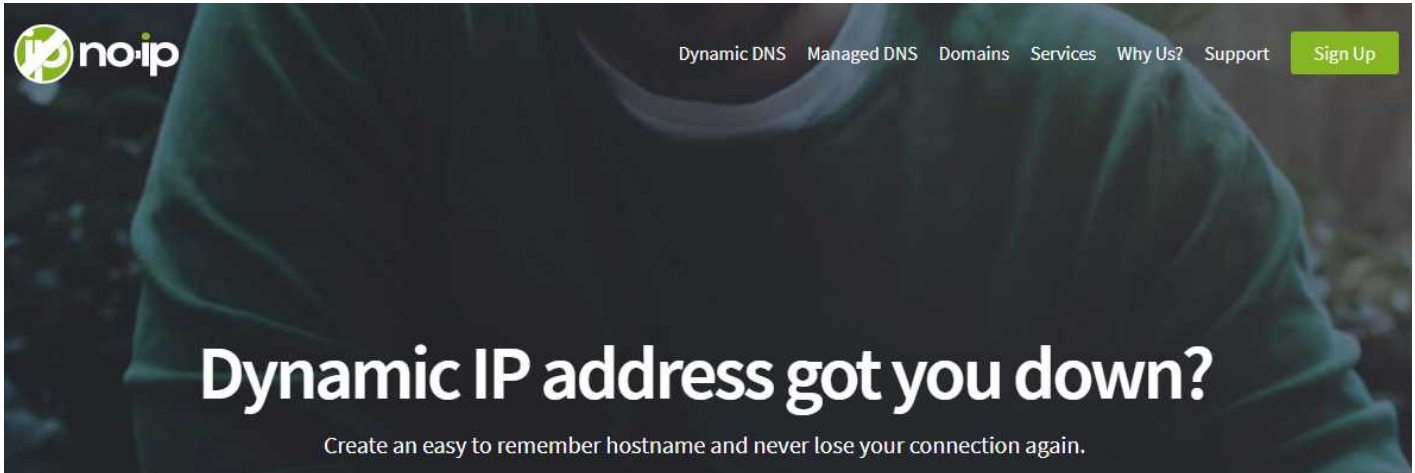 no-ip
Dynamic DNS Managed DNS Domains Services Why Us? Support Sign Up
Dynamic IP address got you down?
Create an easy to remember hostname and never lose your connection again.